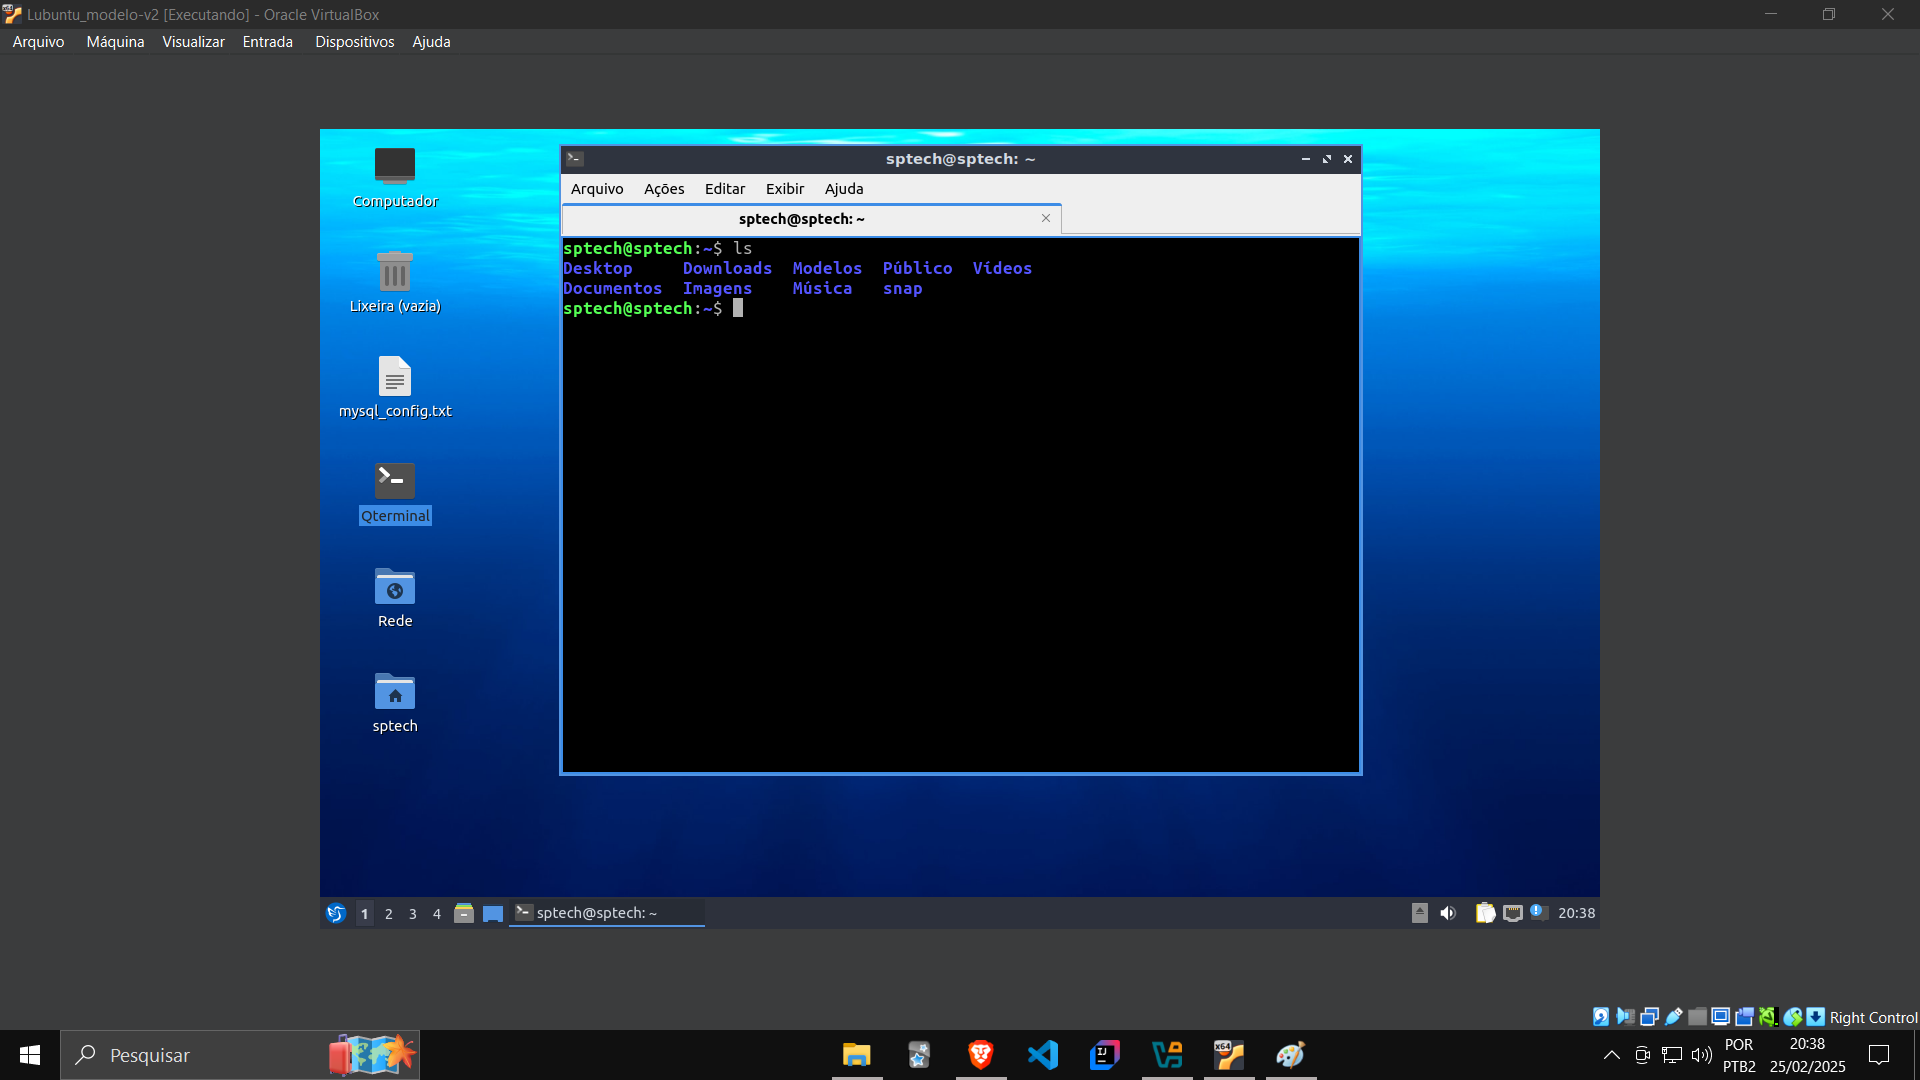 Lubuntu_modelo-v2 [Executando] - Oracle VirtualBox
Arquivo Máquina Visualizar Entrada Dispositivos Ajuda
Computador
Lixeira (vazia)
mysql_config.txt
Qterminal
Rede
sptech
sptech@sptech: ~
Arquivo Ações Editar Exibir Ajuda
sptech@sptech: ~
sptech@sptech:~$ ls
Desktop Downloads Modelos Público Vídeos
Documentos Imagens Música snap
sptech@sptech:~$
1 2 3 4 sptech@sptech: ~ 20:38
Right Control
Pesquisar
POR
PTB2
20:38
25/02/2025